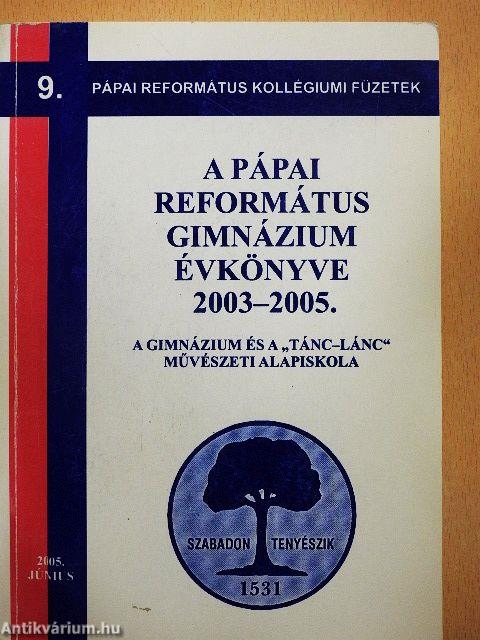 9. PÁPAI REFORMÁTUS KOLLÉGIUMI FÜZETEK
A PÁPAI
REFORMÁTUS
GIMNÁZIUM
ÉVKÖNYVE
2003–2005.
A GIMNÁZIUM ÉS A „TÁNC–LÁNC“
MŰVÉSZETI ALAPISKOLA
SZABADON TENYÉSZIK
1531
2005.
JÚNIUS
Antikvárium.hu